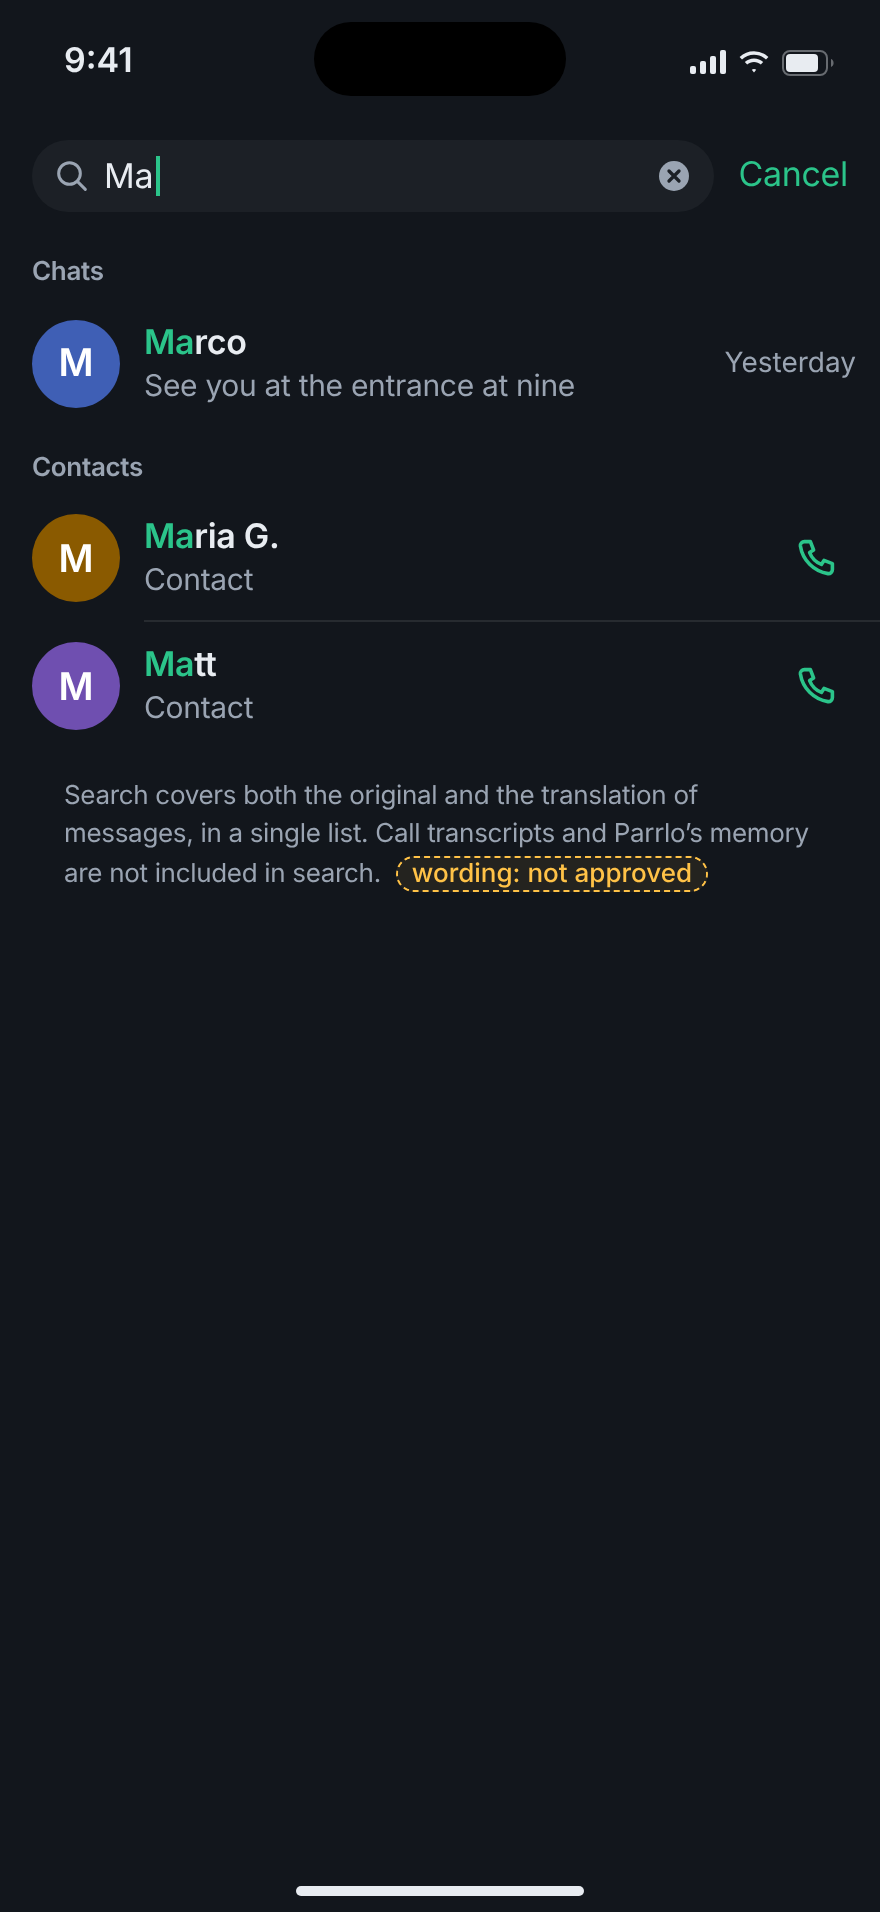 9:41
Ma
Cancel
Chats
M
Marco
See you at the entrance at nine
Yesterday
Contacts
M
Maria G.
Contact
M
Matt
Contact
Search covers both the original and the translation of
messages, in a single list. Call transcripts and Parrlo’s memory
are not included in search. wording: not approved